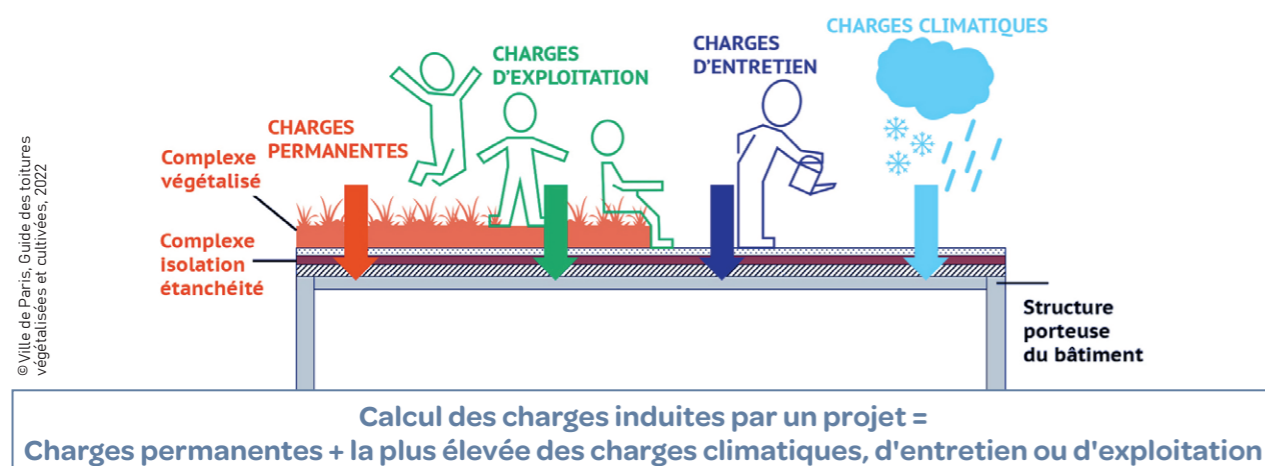 CHARGES CLIMATIQUES
CHARGES
D'ENTRETIEN
CHARGES
D'EXPLOITATION
CHARGES
PERMANENTES
Complexe
végétalisé
Complexe
isolation
étanchéité
Structure
porteuse
du bâtiment
©Ville de Paris, Guide des toitures
végétalisées et cultivées, 2022
Calcul des charges induites par un projet =
Charges permanentes + la plus élevée des charges climatiques, d'entretien ou d'exploitation